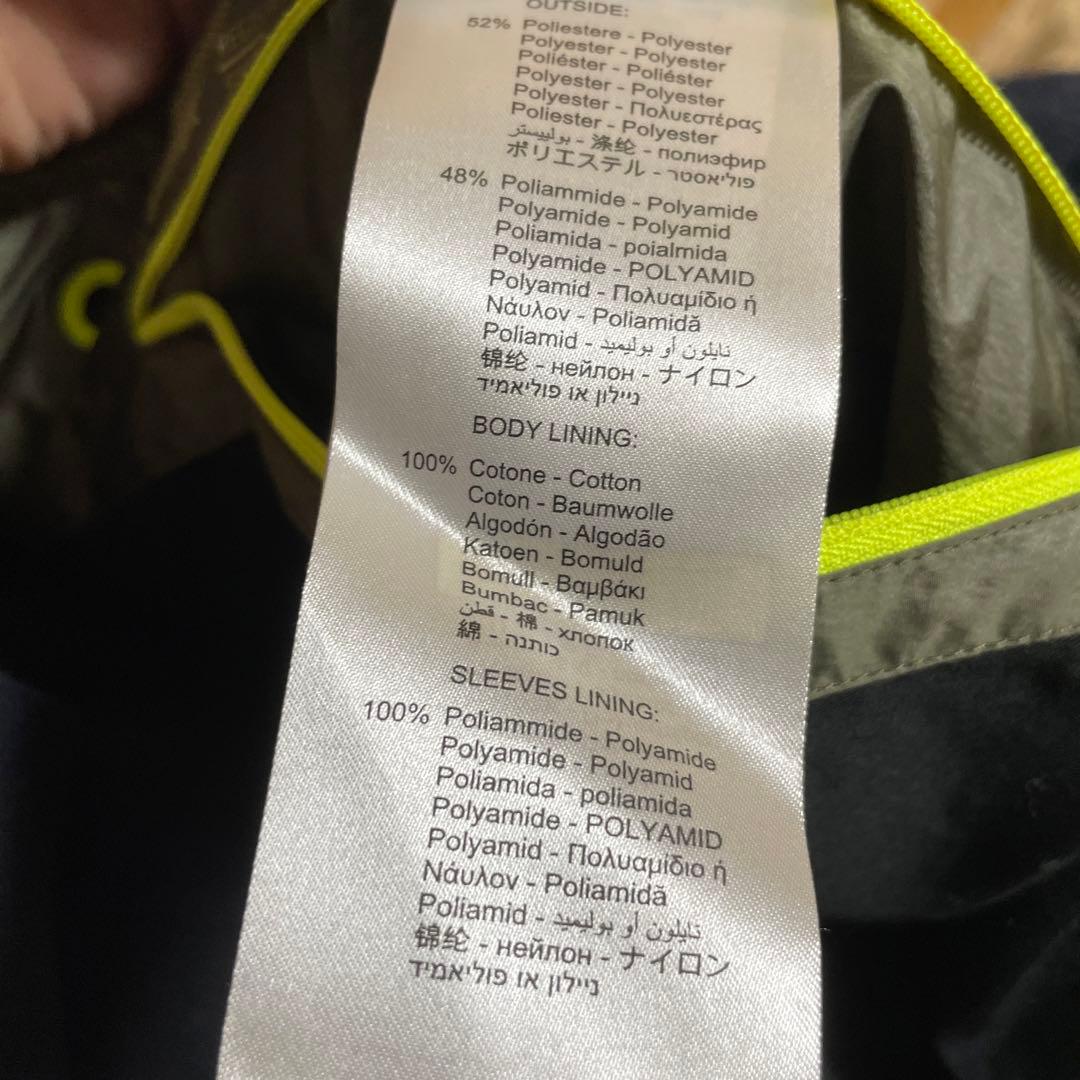 OUTSIDE:
52% Poliestere - Polyester
Polyester - Polyester
Poliéster - Poliéster
Polyester - Polyester
Polyester - Πολυεστέρας
Poliester - Polyester
بوليستر - 涤纶 - полиэфир
ポリエステル - פוליאסטר
48% Poliammide - Polyamide
Polyamide - Polyamid
Poliamida - poialmida
Polyamide - POLYAMID
Polyamid - Πολυαμίδιο ή
Νάυλον - Poliamidă
Poliamid - نايلون أو بوليميد
锦纶 - нейлон - ナイロン
ניילון או פוליאמיד
BODY LINING:
100% Cotone - Cotton
Coton - Baumwolle
Algodón - Algodão
Katoen - Bomuld
Bomull - Βαμβάκι
Bumbac - Pamuk
قطن - 棉 - хлопок
綿 - כותנה
SLEEVES LINING:
100% Poliammide - Polyamide
Polyamide - Polyamid
Poliamida - poliamida
Polyamide - POLYAMID
Polyamid - Πολυαμίδιο ή
Νάυλον - Poliamidă
Poliamid - نايلون أو بوليميد
锦纶 - нейлон - ナイロン
ניילון או פוליאמיד